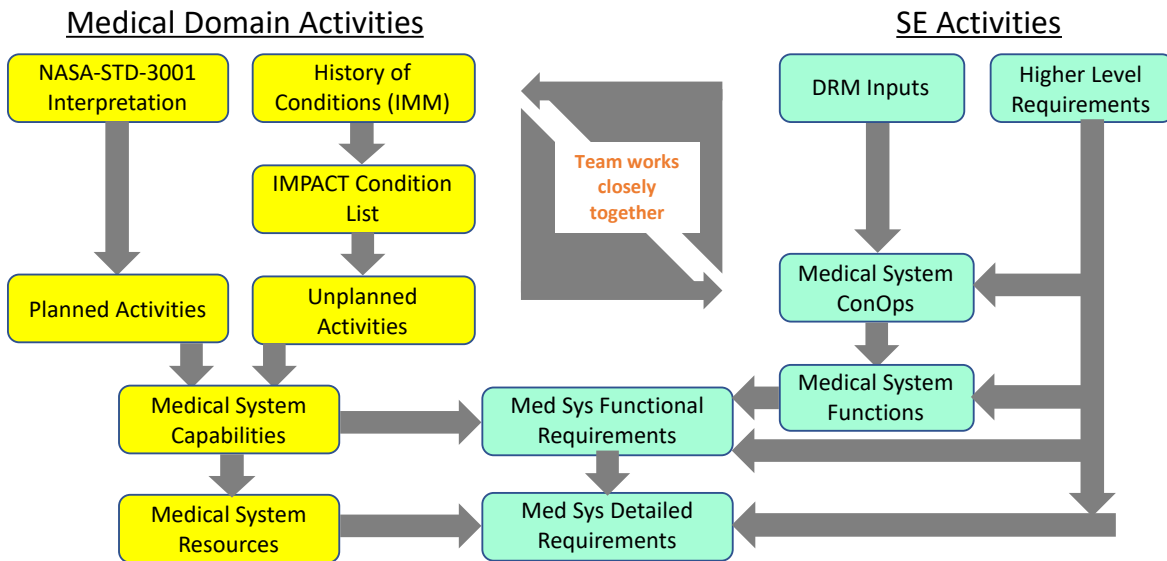 Medical Domain Activities
SE Activities
NASA-STD-3001
Interpretation
History of
Conditions (IMM)
DRM Inputs
Higher Level
Requirements
Team works
closely
together
IMPACT Condition
List
Planned Activities
Unplanned
Activities
Medical System
ConOps
Medical System
Capabilities
Med Sys Functional
Requirements
Medical System
Functions
Medical System
Resources
Med Sys Detailed
Requirements